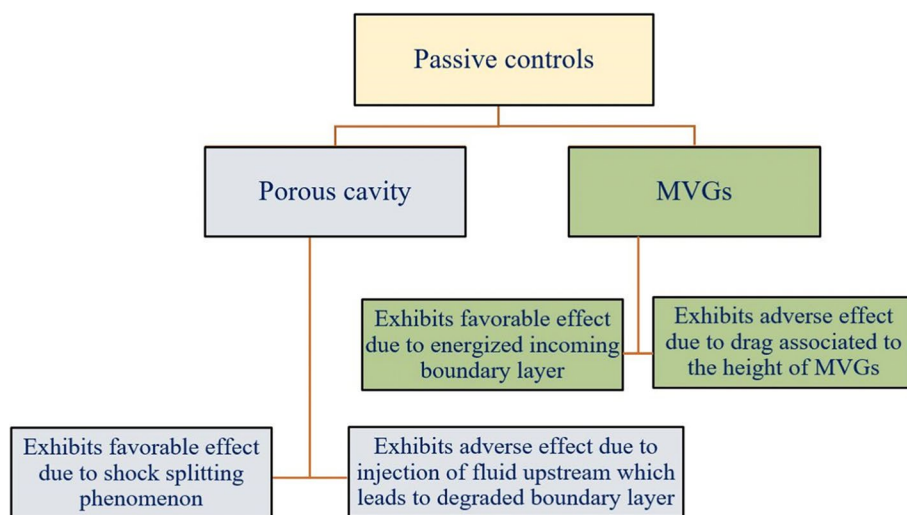 Passive controls
Porous cavity
MVGs
Exhibits favorable effect
due to energized incoming
boundary layer
Exhibits adverse effect
due to drag associated to
the height of MVGs
Exhibits favorable effect
due to shock splitting
phenomenon
Exhibits adverse effect due to
injection of fluid upstream which
leads to degraded boundary layer